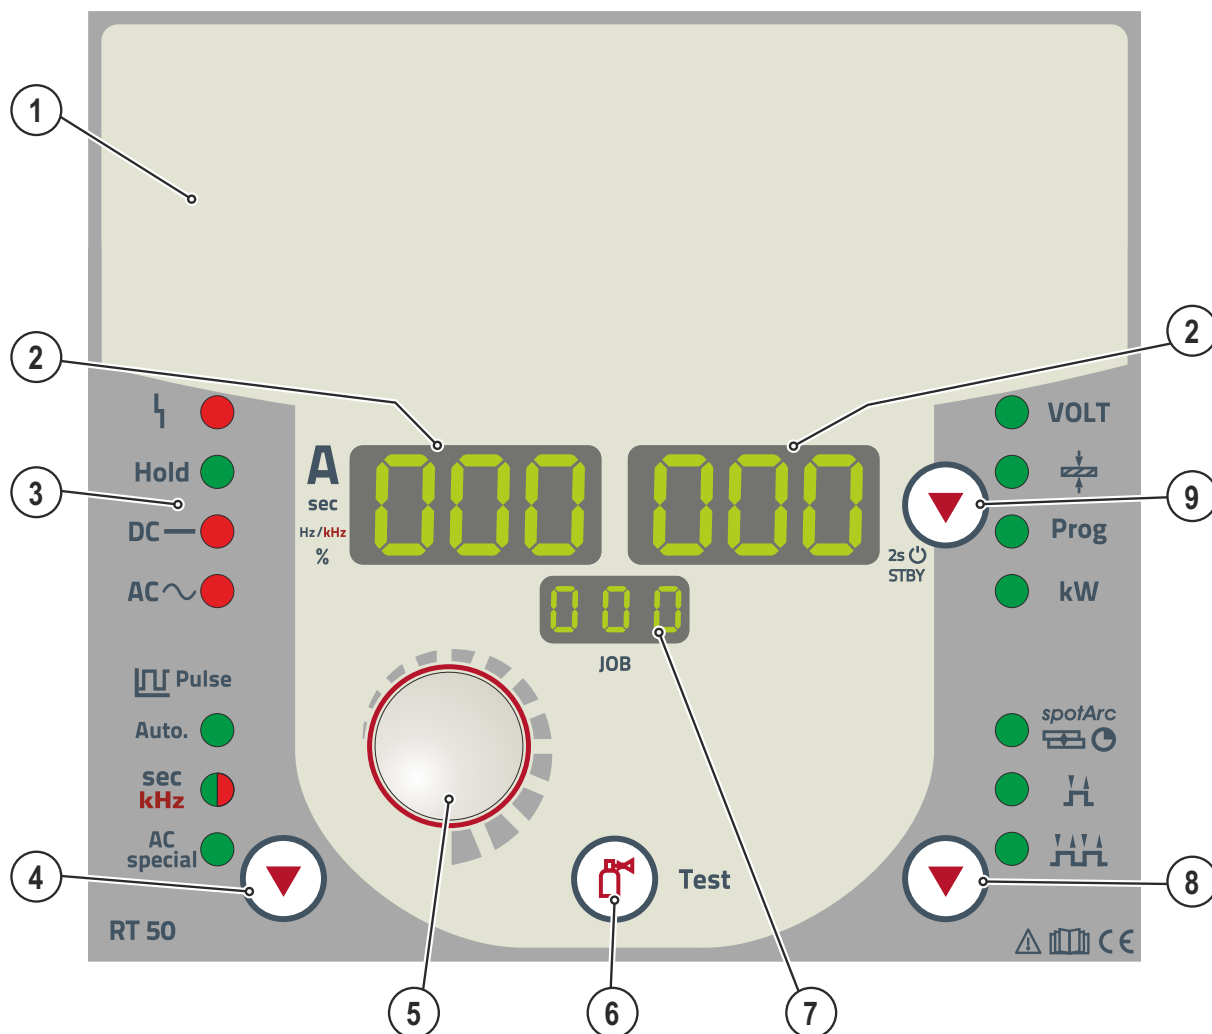 1
2
2
VOLT
Hold
A
3
sec
9
DC
Hz/kHz
Prog
%
000
000
2s
STBY
AC
kW
000
JOB
Pulse
spotArc
Auto.
sec
kHz
AC
special
4
Test
8
RT 50
CE
5
6
7